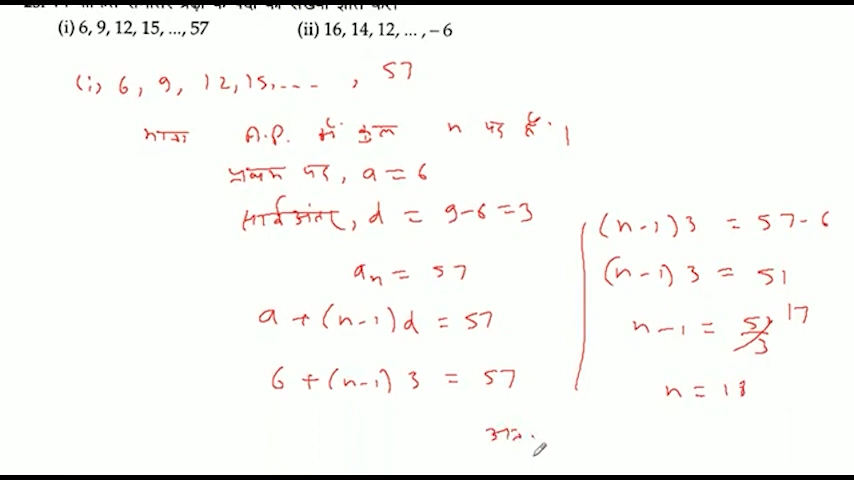 (i) 6, 9, 12, 15, ..., 57 (ii) 16, 14, 12, ... , – 6
(i) 6, 9, 12, 15, .... , 57
माना A.P. में कुल n पद हैं ।
प्रथम पद, a = 6
सार्वअंतर, d = 9-6 = 3
an = 57
a + (n-1)d = 57
6 + (n-1) 3 = 57
(n-1) 3 = 57-6
(n-1) 3 = 51
n-1 = 51/3 17
n = 18
अतः